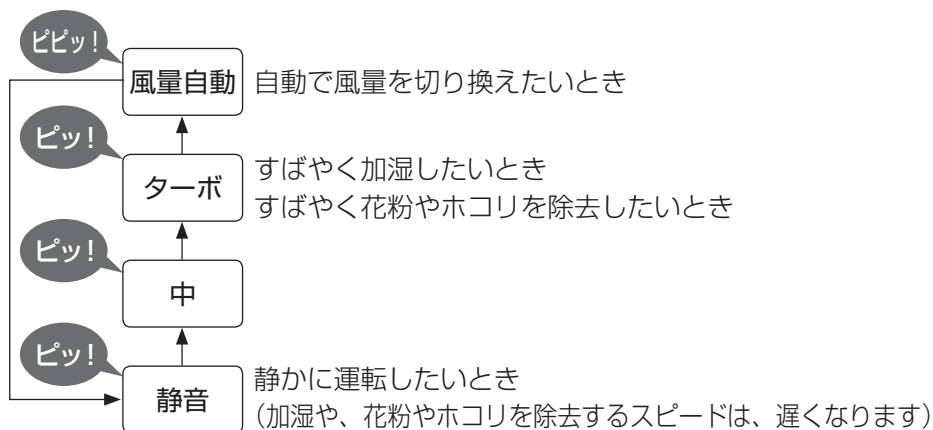 ピピッ!
風量自動
自動で風量を切り換えたいとき
ピッ!
ターボ
すばやく加湿したいとき
すばやく花粉やホコリを除去したいとき
ピッ!
中
ピッ!
静音
静かに運転したいとき
(加湿や、花粉やホコリを除去するスピードは、遅くなります)